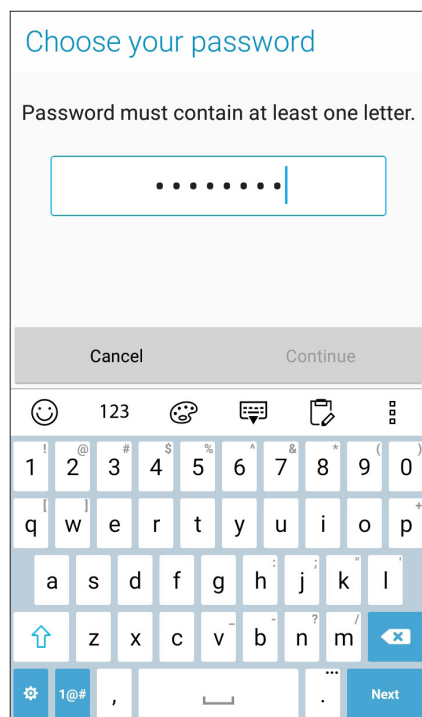 Choose your password
Password must contain at least one letter.
••••••••
Cancel Continue
123
! @ # $ % ^ & * ( )
1 2 3 4 5 6 7 8 9 0
[ ] +
q w e r t y u i o p
: ; " '
a s d f g h j k l
_ - ? /
z x c v b n m
1@# , . ... Next